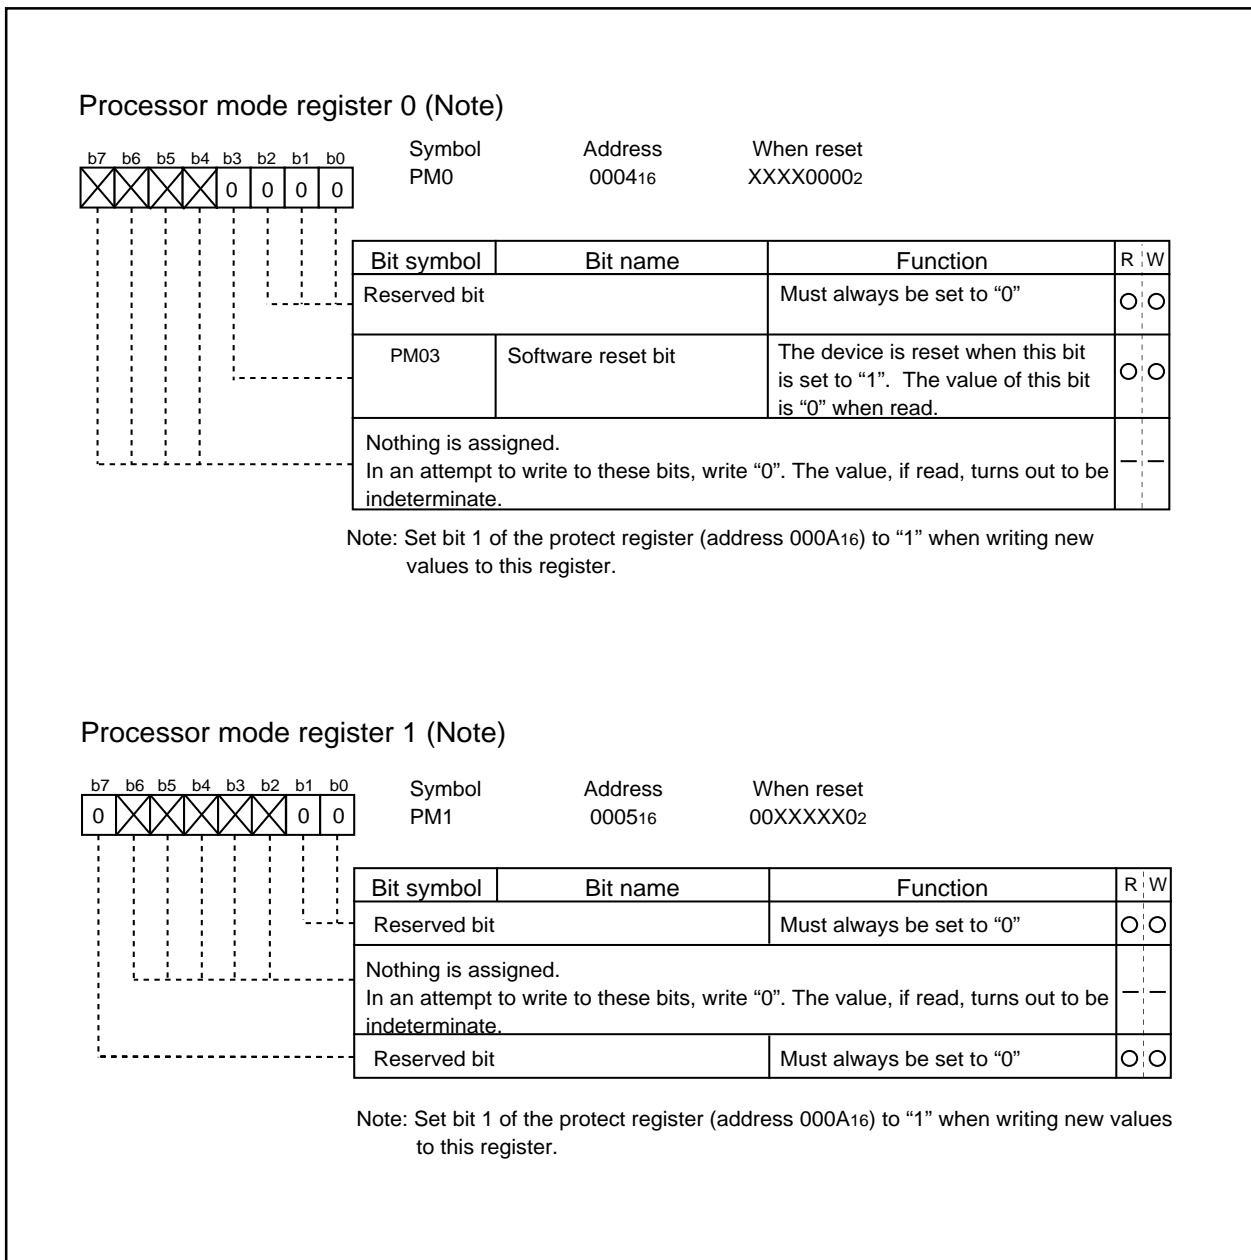 Processor mode register 0 (Note)
b7 b6 b5 b4 b3 b2 b1 b0
0 0 0 0
Symbol Address When reset
PM0 000416 XXXX00002
Bit symbol Bit name Function R W
Reserved bit Must always be set to “0”
PM03 Software reset bit The device is reset when this bit
is set to “1”. The value of this bit
is “0” when read.
Nothing is assigned.
In an attempt to write to these bits, write “0”. The value, if read, turns out to be
indeterminate.
Note: Set bit 1 of the protect register (address 000A16) to “1” when writing new
values to this register.
Processor mode register 1 (Note)
b7 b6 b5 b4 b3 b2 b1 b0
0 0 0
Symbol Address When reset
PM1 000516 00XXXXX02
Bit symbol Bit name Function R W
Reserved bit Must always be set to “0”
Nothing is assigned.
In an attempt to write to these bits, write “0”. The value, if read, turns out to be
indeterminate.
Reserved bit Must always be set to “0”
Note: Set bit 1 of the protect register (address 000A16) to “1” when writing new values
to this register.